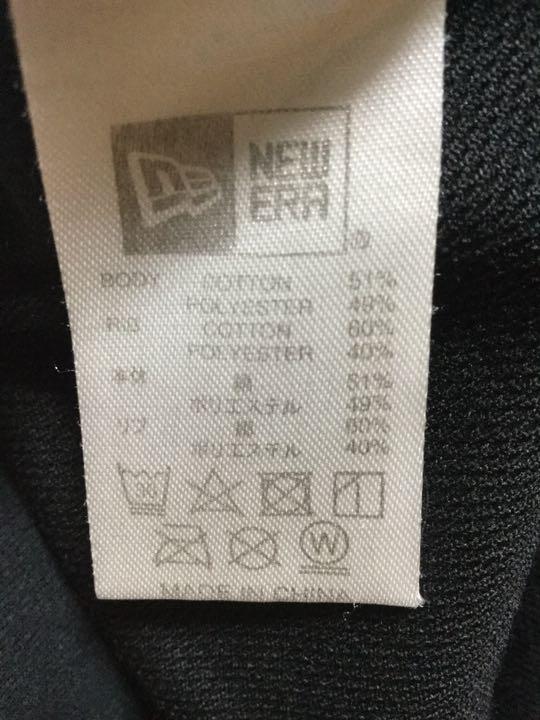 NEW
ERA
®
BODY COTTON 51%
POLYESTER 49%
RIB COTTON 60%
POLYESTER 40%
本体 綿 51%
ポリエステル 49%
リブ 綿 60%
ポリエステル 40%
30
W
MADE IN CHINA